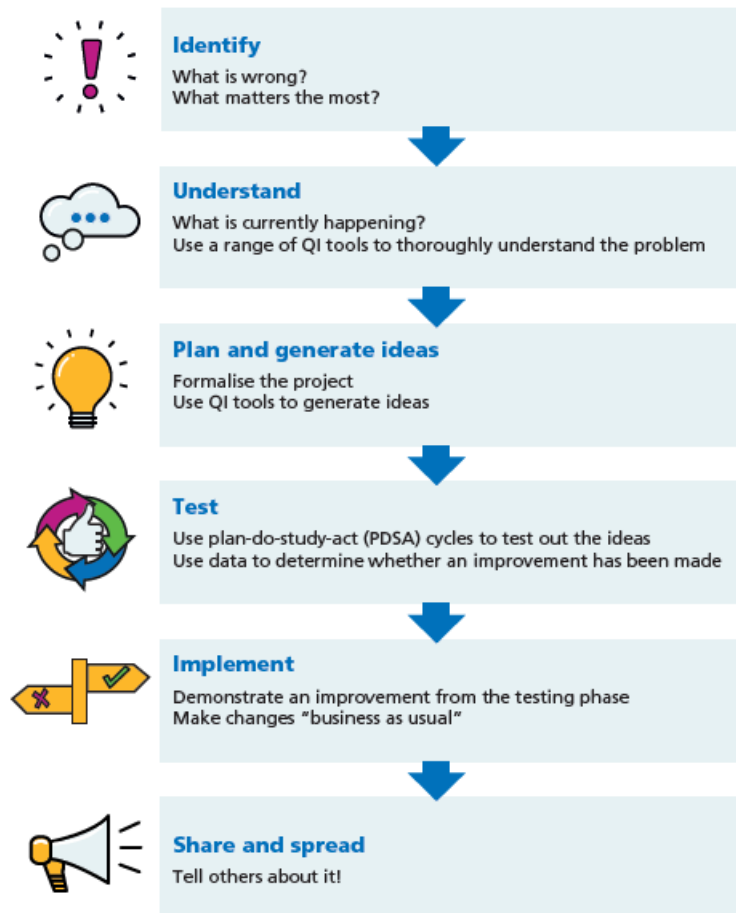 Identify
What is wrong?
What matters the most?
Understand
What is currently happening?
Use a range of QI tools to thoroughly understand the problem
Plan and generate ideas
Formalise the project
Use QI tools to generate ideas
Test
Use plan-do-study-act (PDSA) cycles to test out the ideas
Use data to determine whether an improvement has been made
Implement
Demonstrate an improvement from the testing phase
Make changes “business as usual”
Share and spread
Tell others about it!